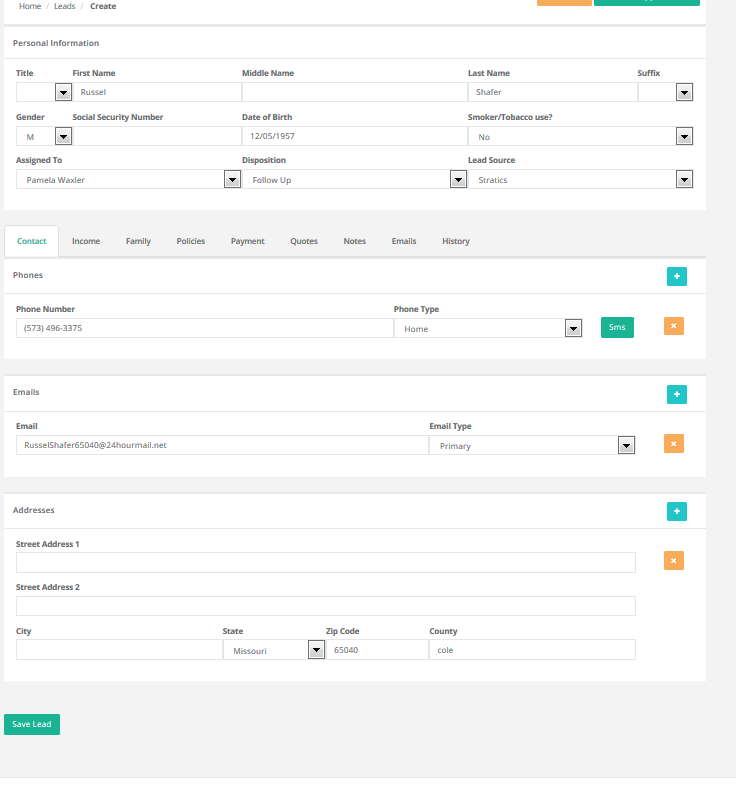 Home / Leads / Create
Personal Information
Title First Name Middle Name Last Name Suffix
Russel Shafer
Gender Social Security Number Date of Birth Smoker/Tobacco use?
M 12/05/1957 No
Assigned To Disposition Lead Source
Pamela Waxler Follow Up Stratics
Contact Income Family Policies Payment Quotes Notes Emails History
Phones +
Phone Number Phone Type
(573) 496-3375 Home Sms ×
Emails +
Email Email Type
RusselShafer65040@24hourmail.net Primary ×
Addresses +
Street Address 1
×
Street Address 2
City State Zip Code County
Missouri 65040 cole
Save Lead